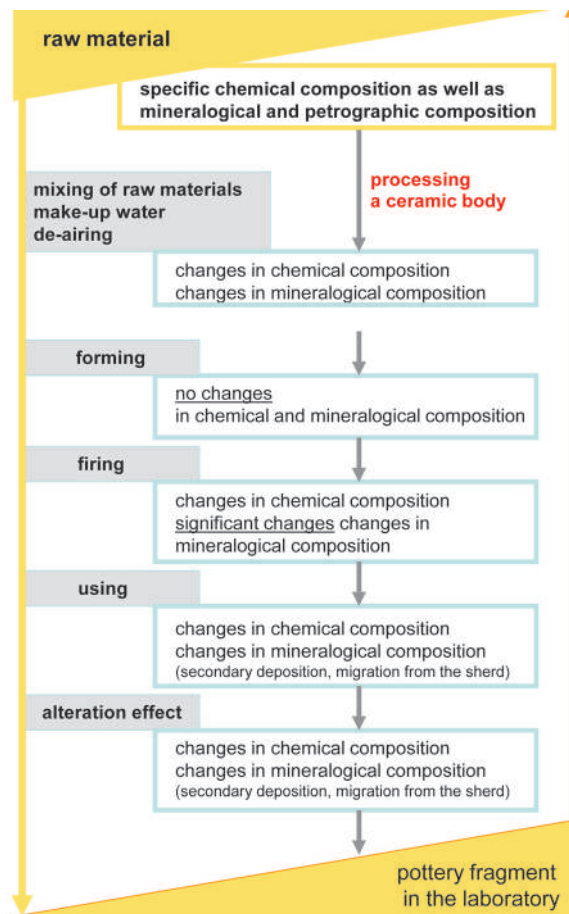 raw material
specific chemical composition as well as
mineralogical and petrographic composition
processing
a ceramic body
mixing of raw materials
make-up water
de-airing
changes in chemical composition
changes in mineralogical composition
forming
no changes
in chemical and mineralogical composition
firing
changes in chemical composition
significant changes changes in
mineralogical composition
using
changes in chemical composition
changes in mineralogical composition
(secondary deposition, migration from the sherd)
alteration effect
changes in chemical composition
changes in mineralogical composition
(secondary deposition, migration from the sherd)
pottery fragment
in the laboratory